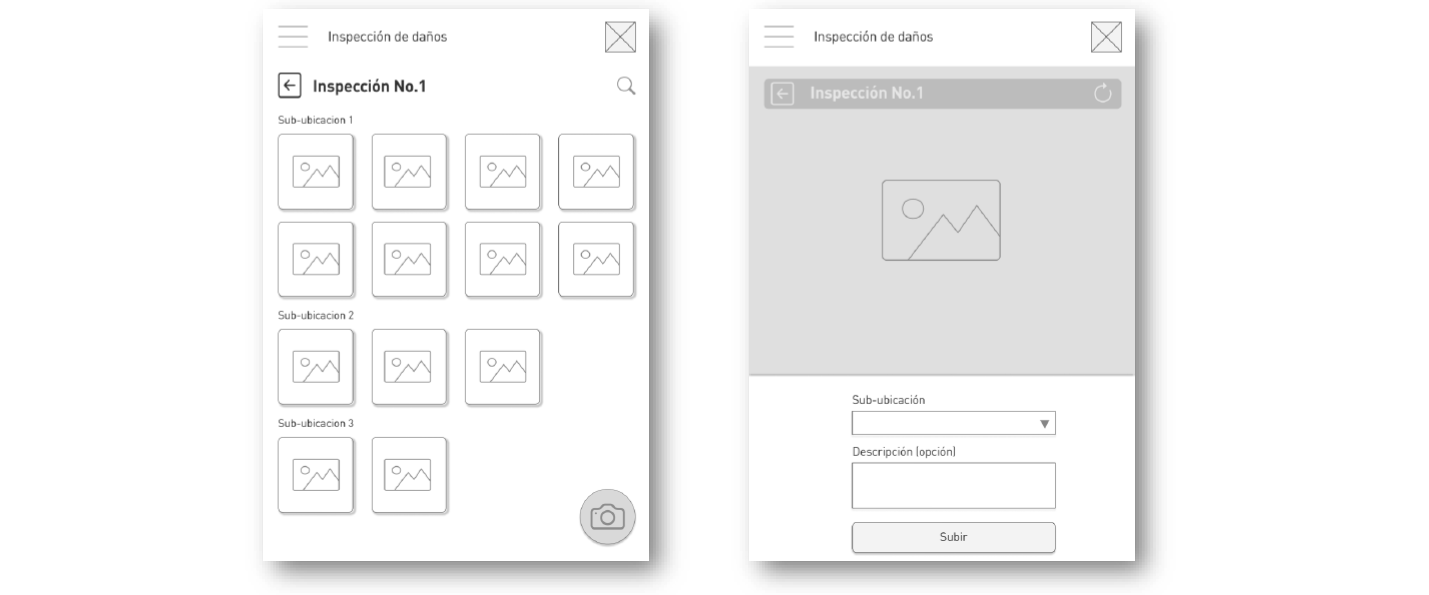 Inspección de daños
Inspección No.1
Sub-ubicacion 1
Sub-ubicacion 2
Sub-ubicacion 3
Inspección de daños
Inspección No.1
Sub-ubicación
Descripción (opción)
Subir